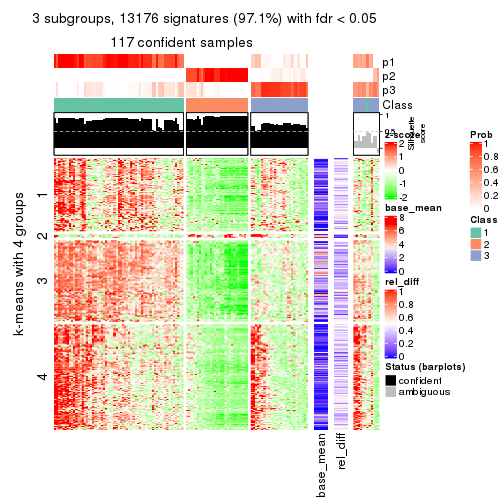 3 subgroups, 13176 signatures (97.1%) with fdr < 0.05
117 confident samples
p1
p2
p3
Class
1
0.5
Silhouette
score
k-means with 4 groups
1
2
3
4
base_mean
rel_diff
z-score
2
1
0
-1
-2
base_mean
8
6
4
2
0
rel_diff
1
0.8
0.6
0.4
0.2
0
Status (barplots)
confident
ambiguous
Prob
1
0.8
0.6
0.4
0.2
0
Class
1
2
3